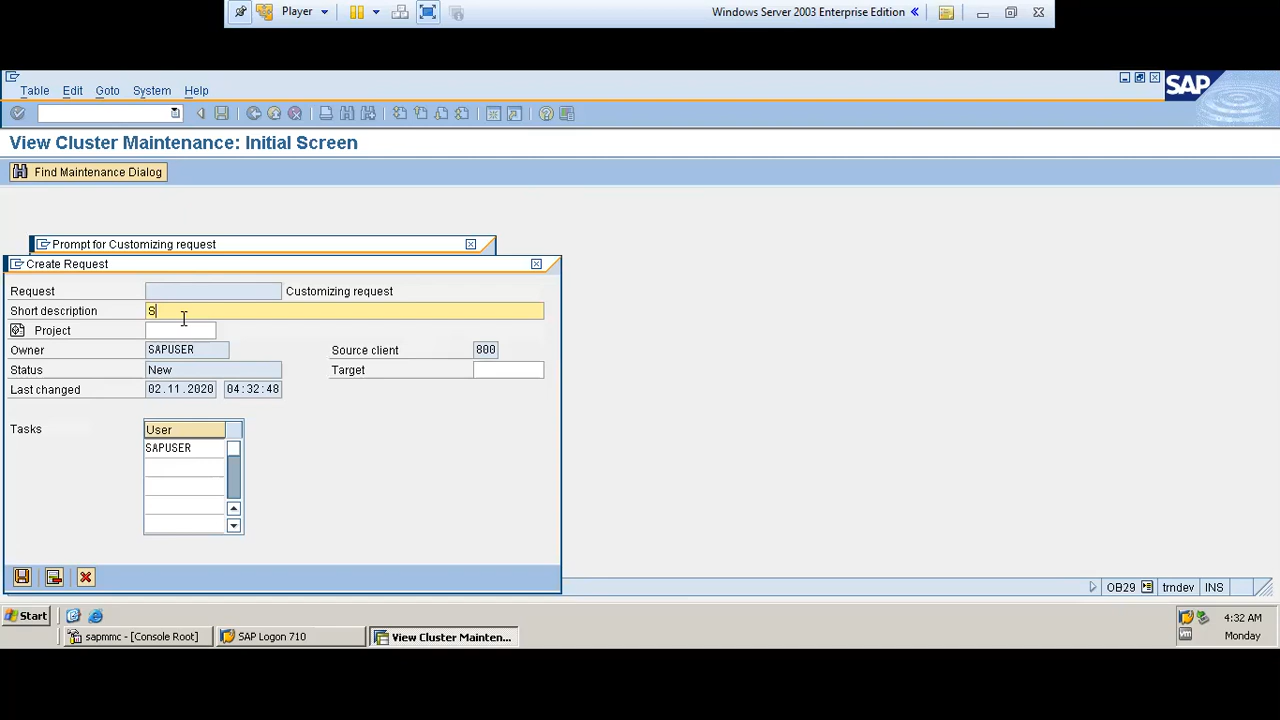 Player
Windows Server 2003 Enterprise Edition
Table Edit Goto System Help
SAP
View Cluster Maintenance: Initial Screen
Find Maintenance Dialog
Prompt for Customizing request
Create Request
Request Customizing request
Short description S
Project
Owner SAPUSER Source client 800
Status New Target
Last changed 02.11.2020 04:32:48
Tasks User
SAPUSER
OB29 trndev INS
Start 4:32 AM
sapmmc - [Console Root] SAP Logon 710 View Cluster Mainten... Monday